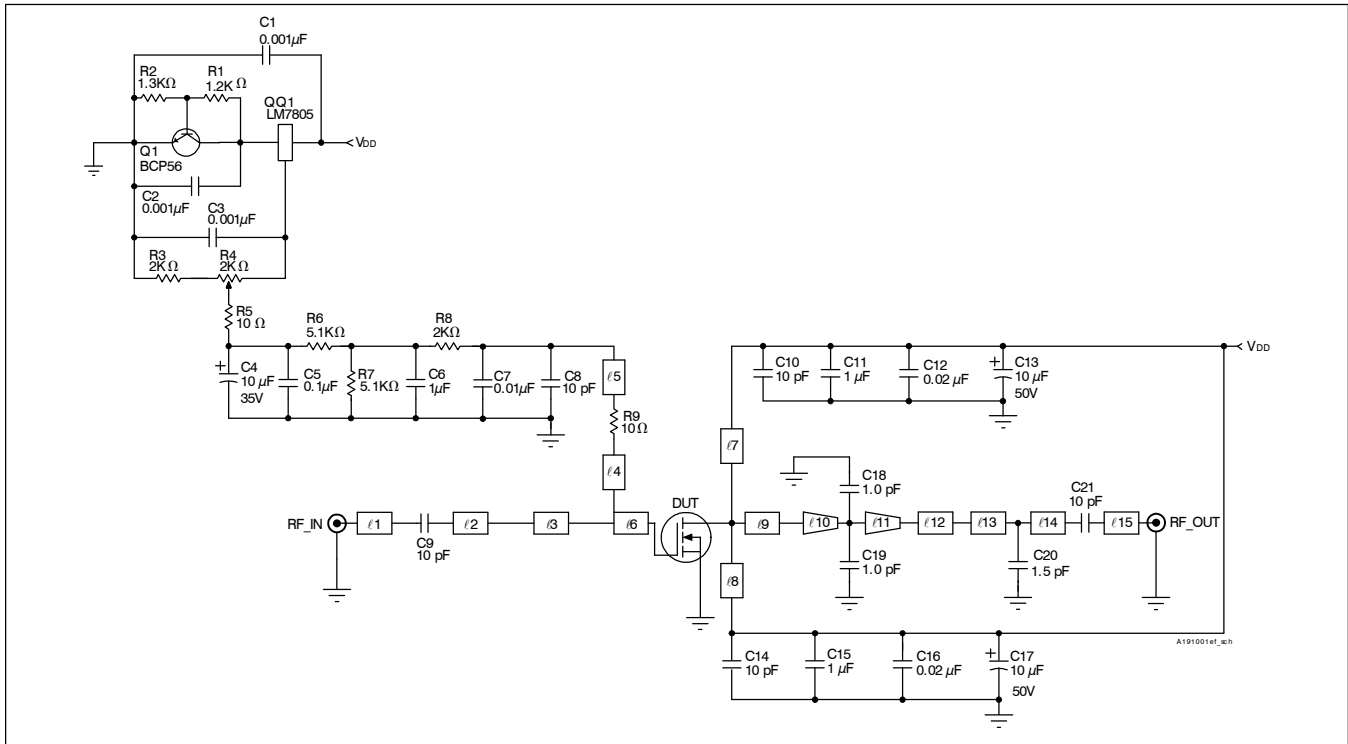 C1
0.001µF
R2
1.3KΩ
R1
1.2K Ω
QQ1
LM7805
VDD
Q1
BCP56
C2
0.001µF
C3
0.001µF
R3
2KΩ
R4
2KΩ
R5
10 Ω
R6
5.1KΩ
R8
2KΩ
C4
10 µF
35V
C5
0.1µF
R7
5.1KΩ
C6
1µF
C7
0.01µF
C8
10 pF
ℓ5
R9
10Ω
ℓ4
VDD
C10
10 pF
C11
1 µF
C12
0.02 µF
C13
10 µF
50V
ℓ7
RF_IN
ℓ1
C9
10 pF
ℓ2
ℓ3
ℓ6
DUT
ℓ9
ℓ10
C18
1.0 pF
ℓ11
ℓ12
ℓ13
ℓ14
C21
10 pF
ℓ15
RF_OUT
C19
1.0 pF
C20
1.5 pF
ℓ8
C14
10 pF
C15
1 µF
C16
0.02 µF
C17
10 µF
50V
A191001ef_sch